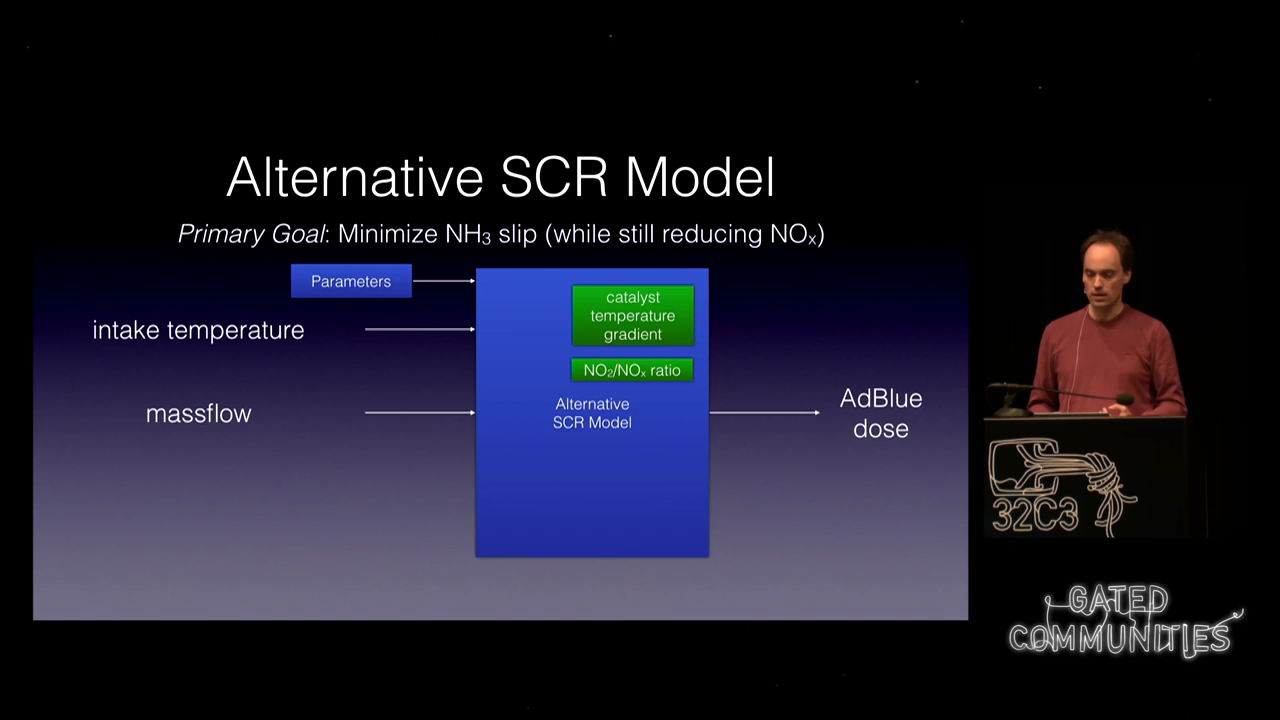 Alternative SCR Model
Primary Goal: Minimize NH₃ slip (while still reducing NOₓ)
Parameters
intake temperature
massflow
catalyst
temperature
gradient
NO₂/NOₓ ratio
Alternative
SCR Model
AdBlue
dose
32C3
GATED
COMMUNITIES